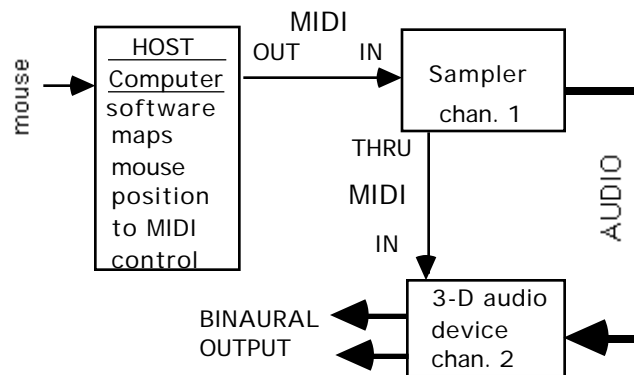 mouse
HOST
Computer
software
maps
mouse
position
to MIDI
control
MIDI
OUT
IN
Sampler
chan. 1
THRU
MIDI
IN
AUDIO
3-D audio
device
chan. 2
BINAURAL
OUTPUT